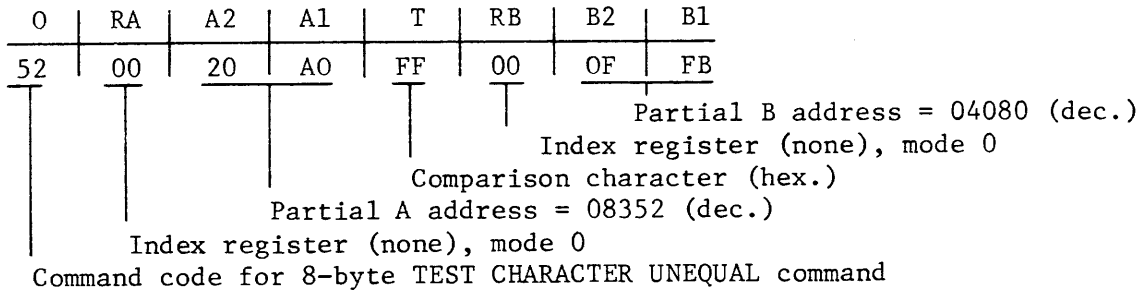 O | RA | A2 | A1 | T | RB | B2 | B1
52 | 00 | 20 | A0 | FF | 00 | 0F | FB
Partial B address = 04080 (dec.)
Index register (none), mode 0
Comparison character (hex.)
Partial A address = 08352 (dec.)
Index register (none), mode 0
Command code for 8-byte TEST CHARACTER UNEQUAL command